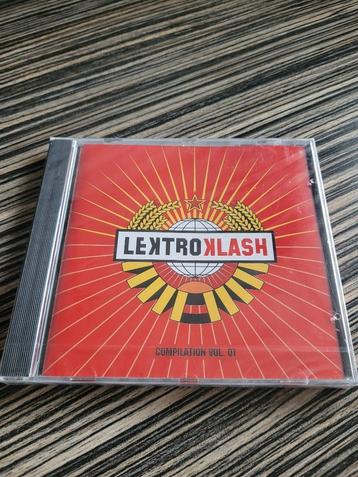 LEKTROKLASH
COMPILATION VOL. 01